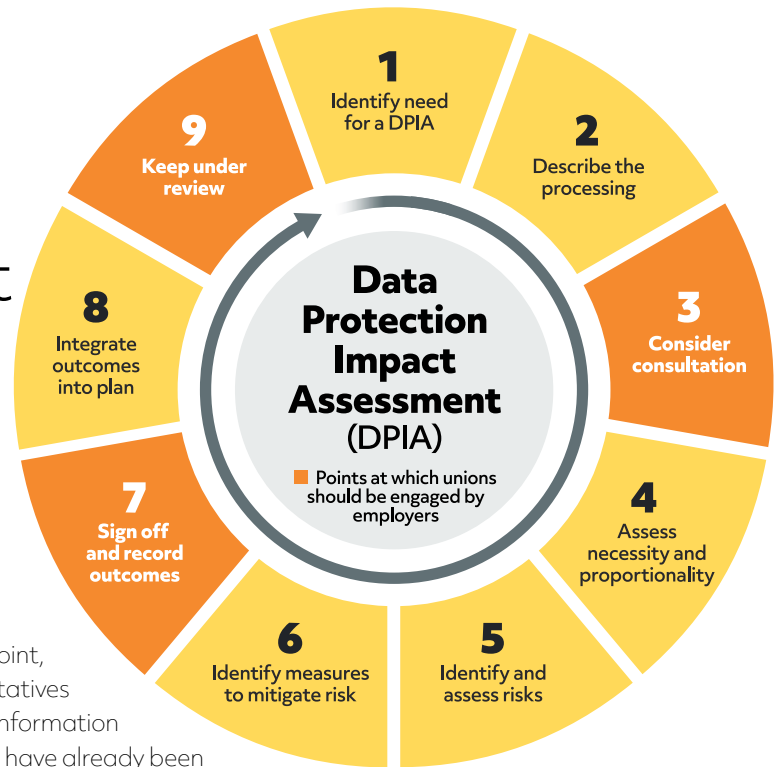 1
Identify need
for a DPIA
2
Describe the
processing
3
Consider
consultation
4
Assess
necessity and
proportionality
5
Identify and
assess risks
6
Identify measures
to mitigate risk
7
Sign off
and record
outcomes
8
Integrate
outcomes
into plan
9
Keep under
review
Data
Protection
Impact
Assessment
(DPIA)
Points at which unions
should be engaged by
employers
have already been